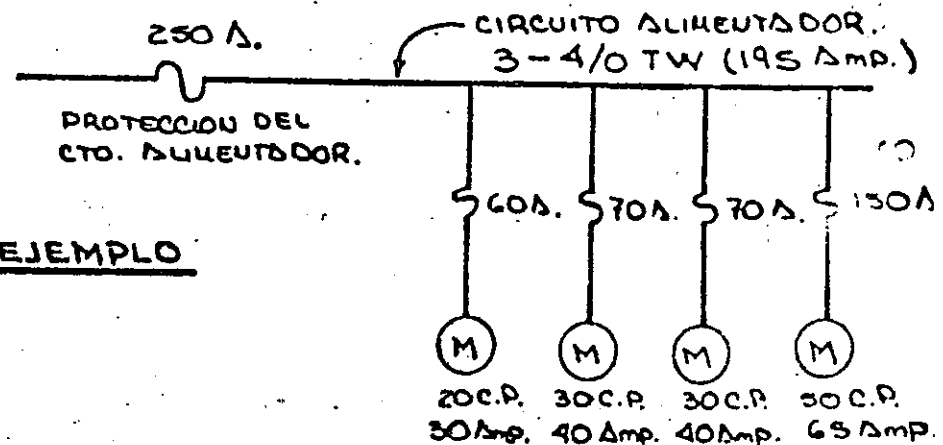 250 A.
CIRCUITO ALIMENTADOR.
3-4/0 TW (195 Amp.)
PROTECCION DEL
CTO. ALIMENTADOR.
60A. 70A. 70A. 150A
EJEMPLO
M M M M
20 C.P. 30 C.P. 30 C.P. 50 C.P.
30 Amp. 40 Amp. 40 Amp. 65 Amp.